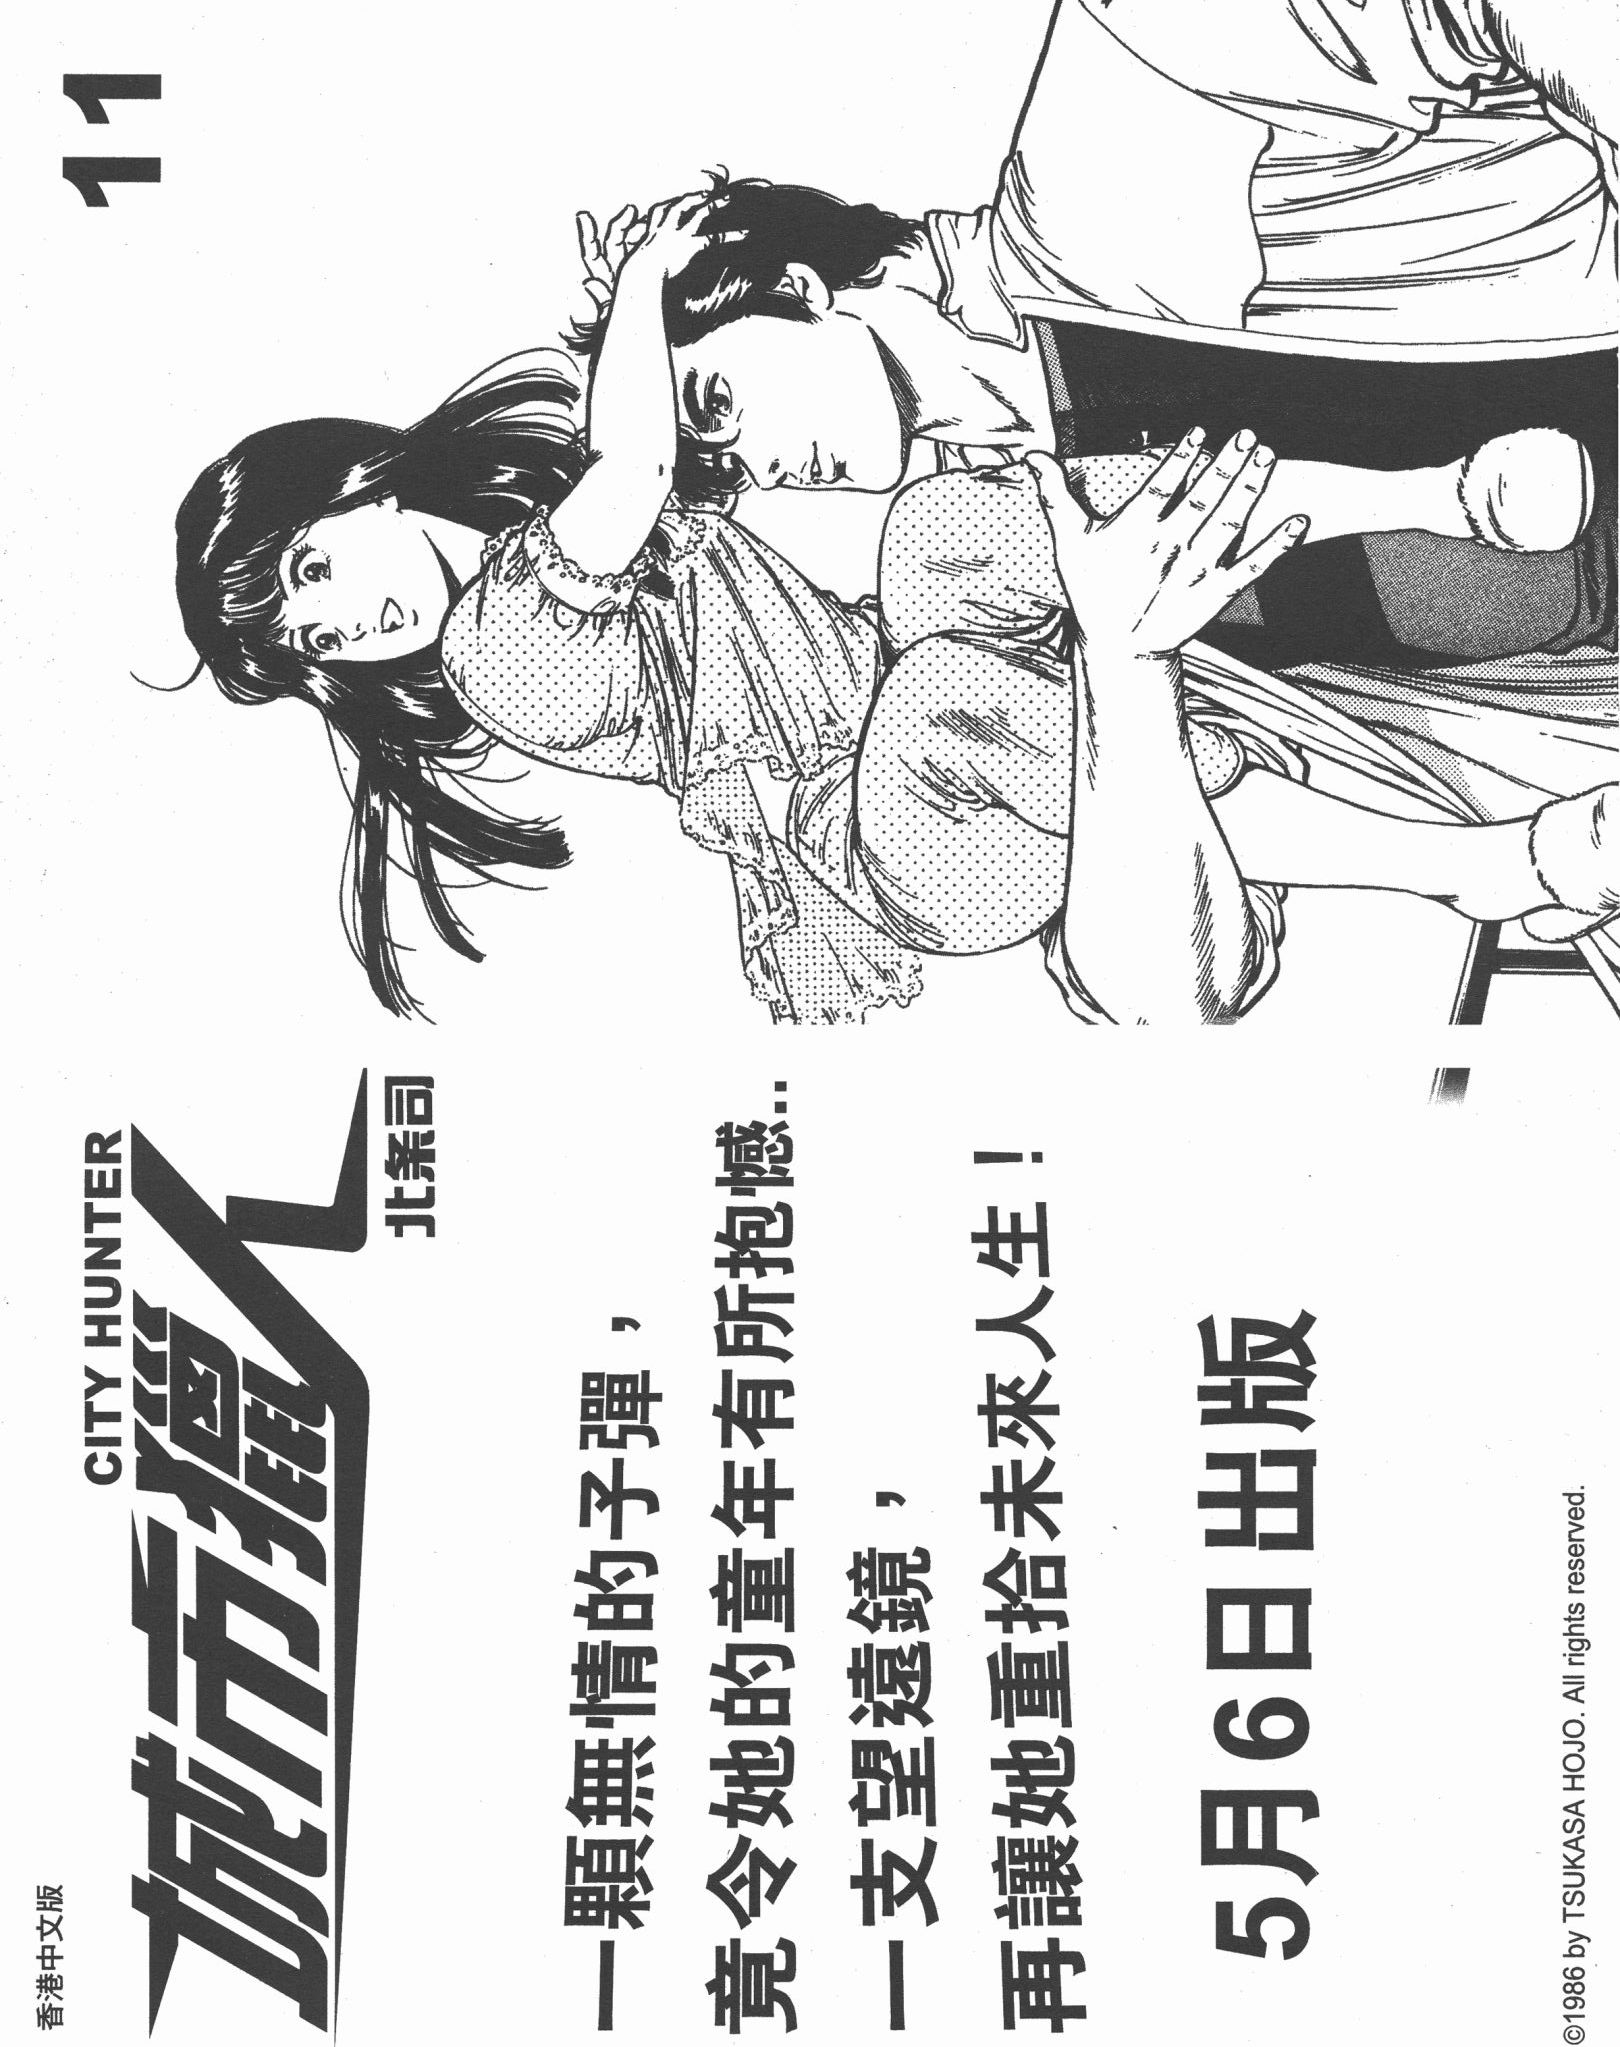 香港中文版
CITY HUNTER
城市獵人
北条司
11
一顆無情的子彈，
竟令她的童年有所抱憾..
一支望遠鏡，
再讓她重拾未來人生！
5月6日出版
©1986 by TSUKASA HOJO. All rights reserved.